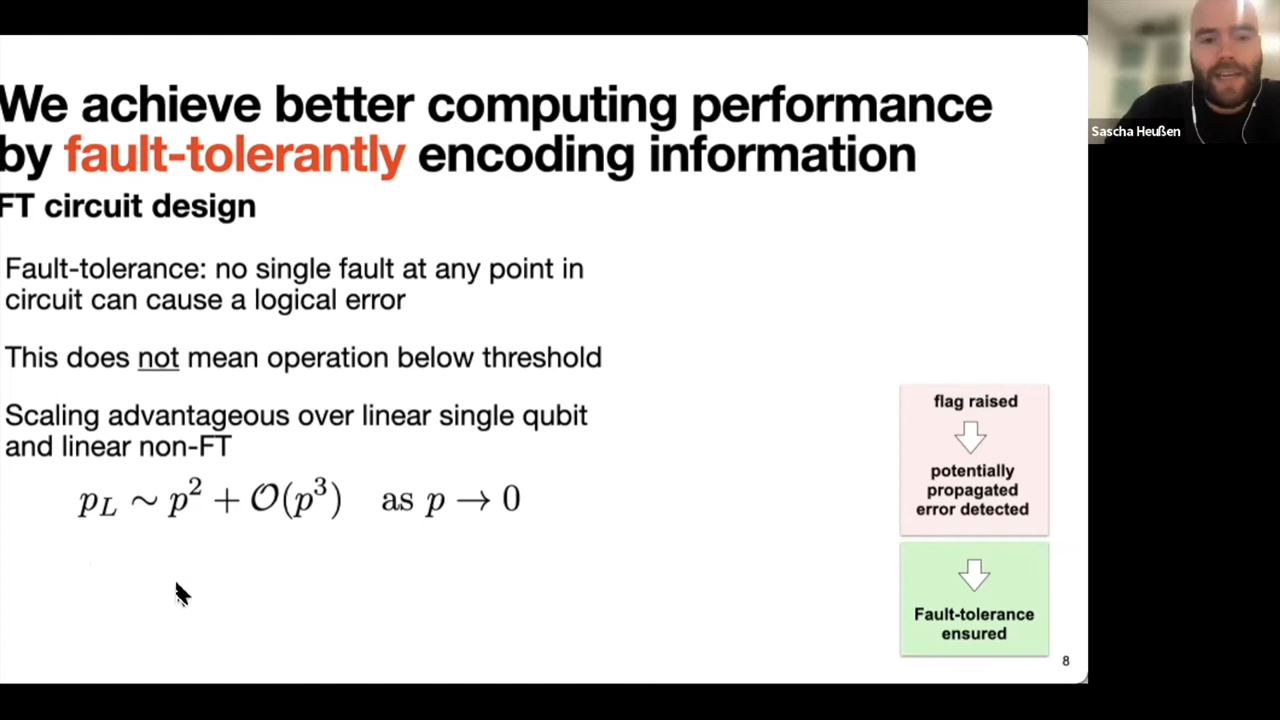 We achieve better computing performance
by fault-tolerantly encoding information
FT circuit design
Fault-tolerance: no single fault at any point in
circuit can cause a logical error
This does not mean operation below threshold
Scaling advantageous over linear single qubit
and linear non-FT
p_L ∼ p² + 𝒪(p³) as p → 0
flag raised
potentially
propagated
error detected
Fault-tolerance
ensured
8
Sascha Heußen